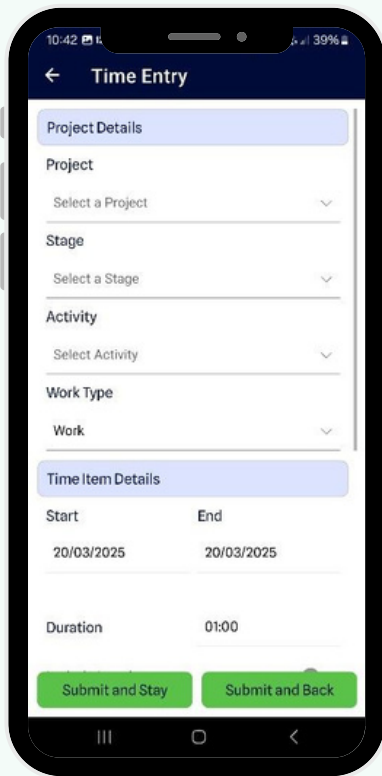 10:42
39%
Time Entry
Project Details
Project
Select a Project
Stage
Select a Stage
Activity
Select Activity
Work Type
Work
Time Item Details
Start End
20/03/2025 20/03/2025
Duration 01:00
Submit and Stay Submit and Back